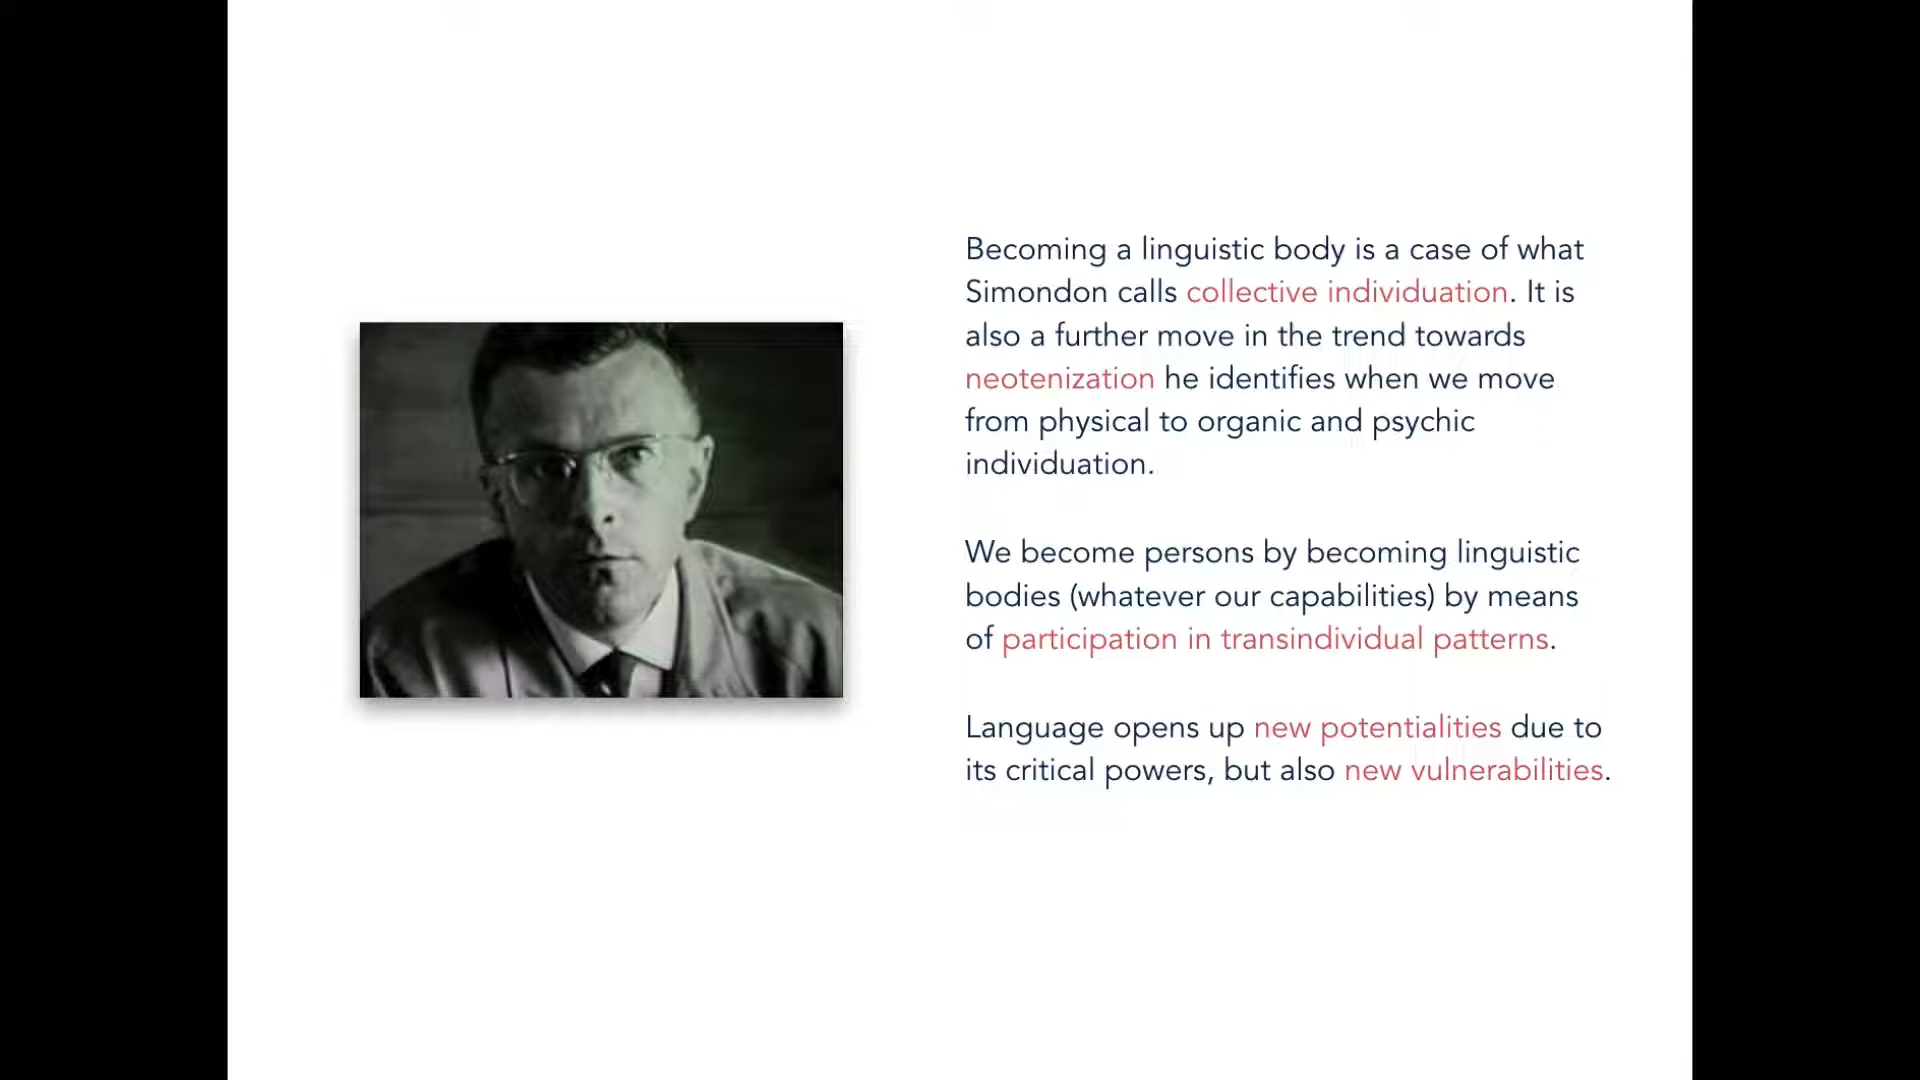 Becoming a linguistic body is a case of what
Simondon calls collective individuation. It is
also a further move in the trend towards
neotenization he identifies when we move
from physical to organic and psychic
individuation.
We become persons by becoming linguistic
bodies (whatever our capabilities) by means
of participation in transindividual patterns.
Language opens up new potentialities due to
its critical powers, but also new vulnerabilities.